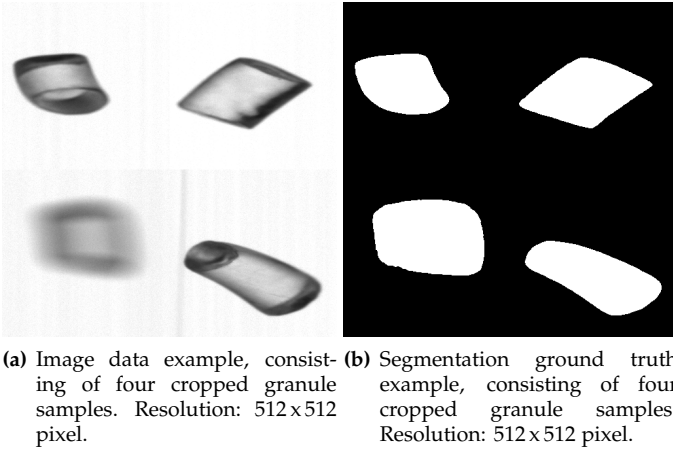 (a) Image data example, consist-
ing of four cropped granule
samples. Resolution: 512 x 512
pixel.
(b) Segmentation ground truth
example, consisting of four
cropped granule samples
Resolution: 512 x 512 pixel.